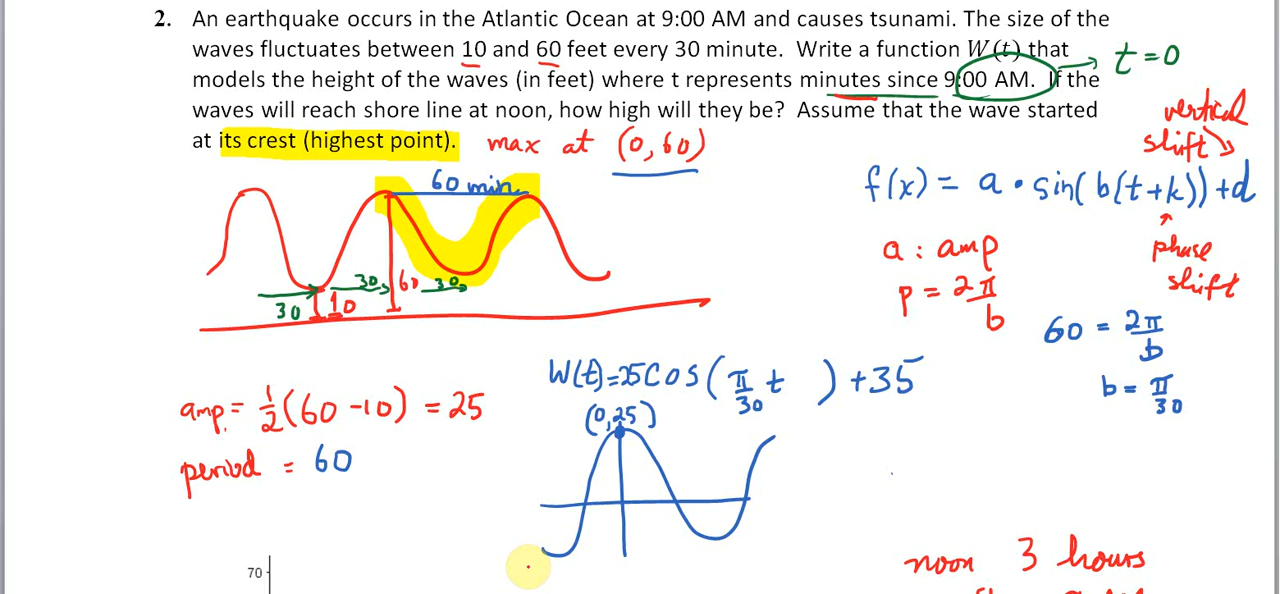 2. An earthquake occurs in the Atlantic Ocean at 9:00 AM and causes tsunami. The size of the
waves fluctuates between 10 and 60 feet every 30 minute. Write a function W(t) that
models the height of the waves (in feet) where t represents minutes since 9:00 AM. If the
→ t=0
waves will reach shore line at noon, how high will they be? Assume that the wave started
at its crest (highest point).
max at (0,60)
vertical
shift
60 min
f(x) = a • sin(b(t+k))+d
30
10
30
60
30
a : amp
p = 2π/b
phase
shift
60 = 2π/b
b = π/30
W(t)=25cos(π/30 t ) +35
amp. = 1/2(60-10) = 25
period = 60
(0,25)
noon 3 hours
70